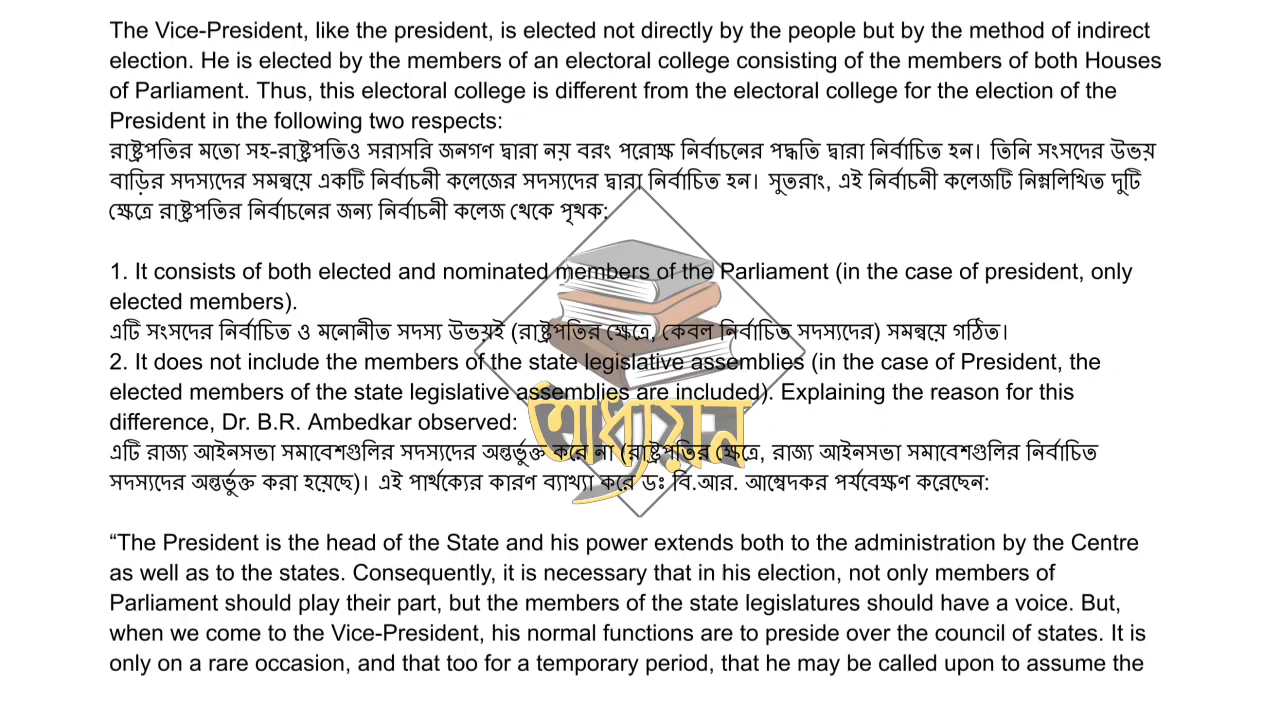 The Vice-President, like the president, is elected not directly by the people but by the method of indirect
election. He is elected by the members of an electoral college consisting of the members of both Houses
of Parliament. Thus, this electoral college is different from the electoral college for the election of the
President in the following two respects:
রাষ্ট্রপতির মতো সহ-রাষ্ট্রপতিও সরাসরি জনগণ দ্বারা নয় বরং পরোক্ষ নির্বাচনের পদ্ধতি দ্বারা নির্বাচিত হন। তিনি সংসদের উভয়
বাড়ির সদস্যদের সমন্বয়ে একটি নির্বাচনী কলেজের সদস্যদের দ্বারা নির্বাচিত হন। সুতরাং, এই নির্বাচনী কলেজটি নিম্নলিখিত দুটি
ক্ষেত্রে রাষ্ট্রপতির নির্বাচনের জন্য নির্বাচনী কলেজ থেকে পৃথক:
1. It consists of both elected and nominated members of the Parliament (in the case of president, only
elected members).
এটি সংসদের নির্বাচিত ও মনোনীত সদস্য উভয়ই (রাষ্ট্রপতির ক্ষেত্রে, কেবল নির্বাচিত সদস্যদের) সমন্বয়ে গঠিত।
2. It does not include the members of the state legislative assemblies (in the case of President, the
elected members of the state legislative assemblies are included). Explaining the reason for this
difference, Dr. B.R. Ambedkar observed:
অধ্যয়ন
এটি রাজ্য আইনসভা সমাবেশগুলির সদস্যদের অন্তর্ভুক্ত করে না (রাষ্ট্রপতির ক্ষেত্রে, রাজ্য আইনসভা সমাবেশগুলির নির্বাচিত
সদস্যদের অন্তর্ভুক্ত করা হয়েছে)। এই পার্থক্যের কারণ ব্যাখ্যা করে ডঃ বি.আর. আম্বেদকর পর্যবেক্ষণ করেছেন:
“The President is the head of the State and his power extends both to the administration by the Centre
as well as to the states. Consequently, it is necessary that in his election, not only members of
Parliament should play their part, but the members of the state legislatures should have a voice. But,
when we come to the Vice-President, his normal functions are to preside over the council of states. It is
only on a rare occasion, and that too for a temporary period, that he may be called upon to assume the